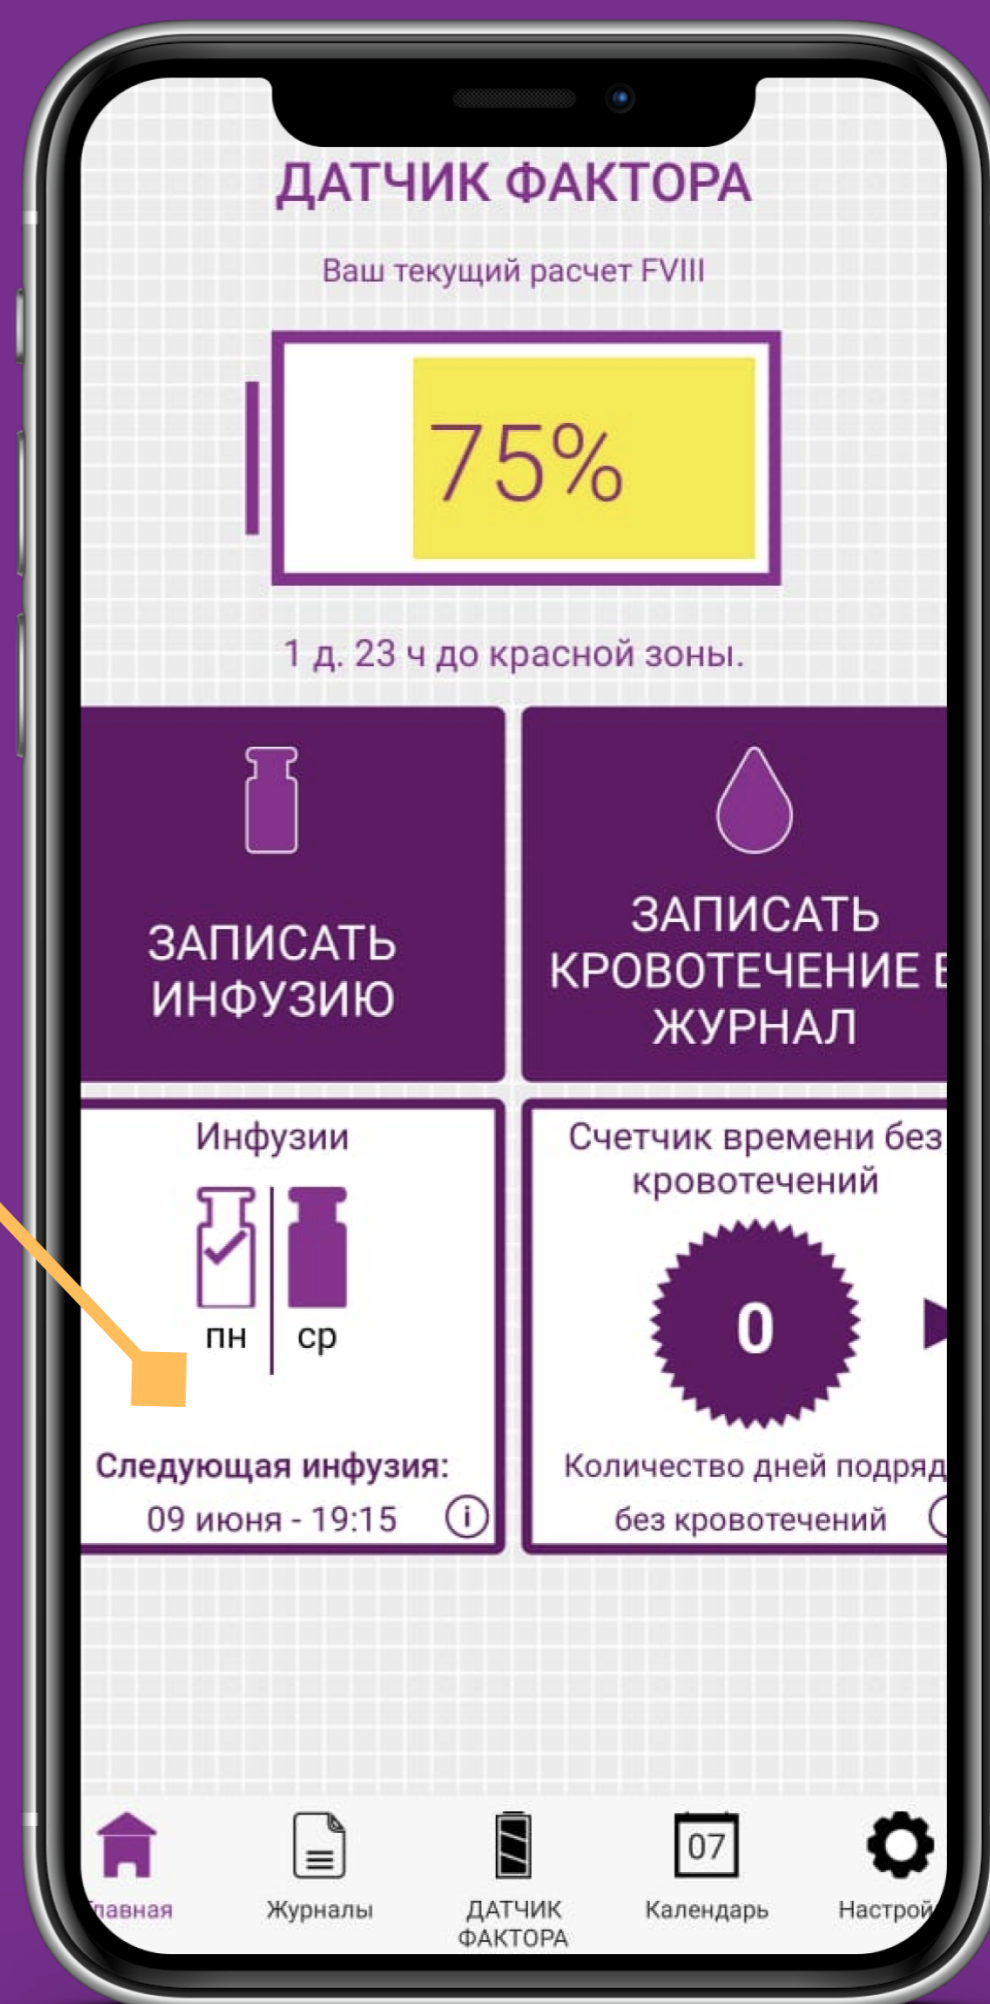 ДАТЧИК ФАКТОРА
Ваш текущий расчет FVIII
75%
1 д. 23 ч до красной зоны.
ЗАПИСАТЬ
ИНФУЗИЮ
ЗАПИСАТЬ
КРОВОТЕЧЕНИЕ В
ЖУРНАЛ
Инфузии
пн
ср
Следующая инфузия:
09 июня - 19:15
i
Счетчик времени без
кровотечений
0
Количество дней подряд
без кровотечений
Главная
Журналы
ДАТЧИК
ФАКТОРА
07
Календарь
Настрой